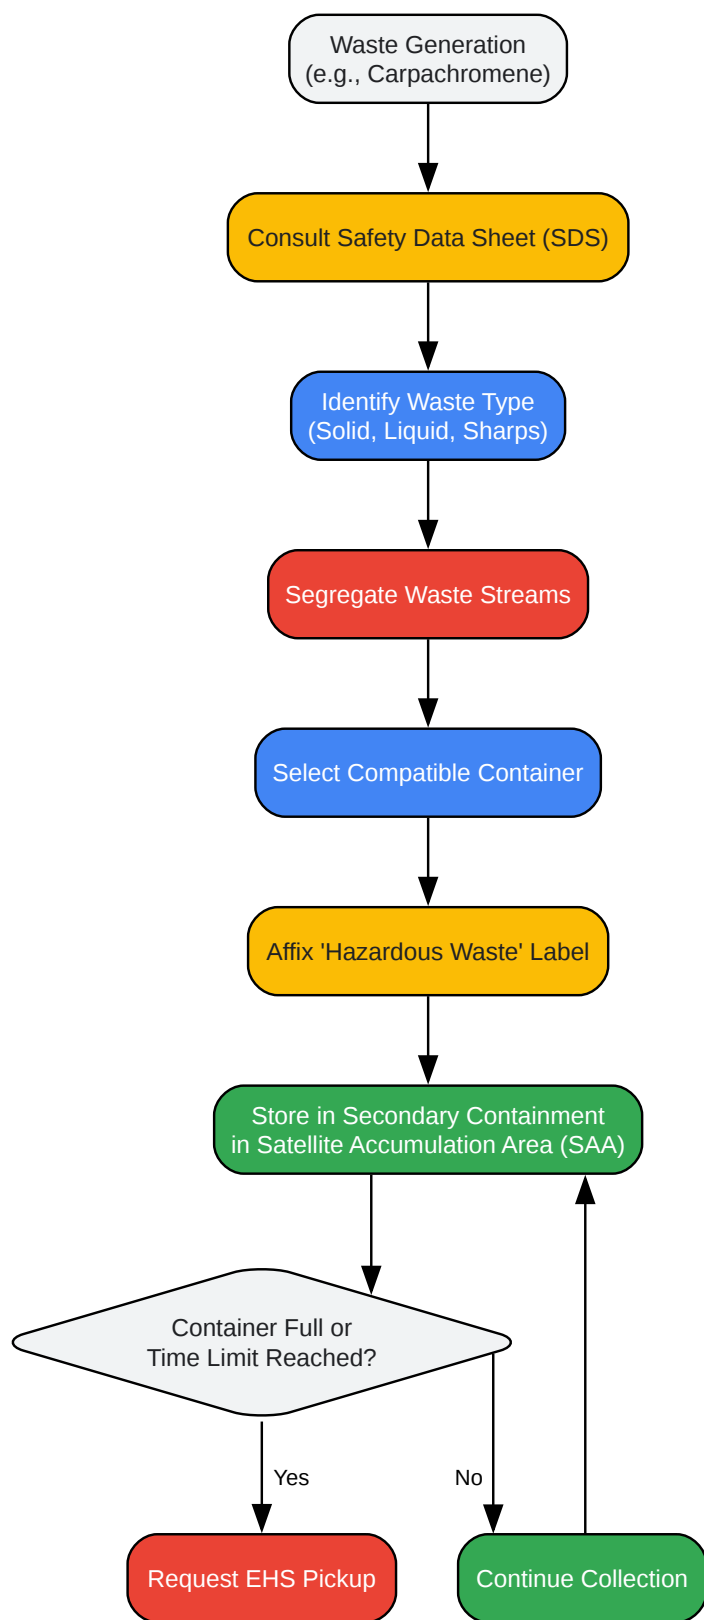 Waste Generation
(e.g., Carpachromene)
Consult Safety Data Sheet (SDS)
Identify Waste Type
(Solid, Liquid, Sharps)
Segregate Waste Streams
Select Compatible Container
Affix 'Hazardous Waste' Label
Store in Secondary Containment
in Satellite Accumulation Area (SAA)
Container Full or
Time Limit Reached?
Yes
No
Request EHS Pickup
Continue Collection